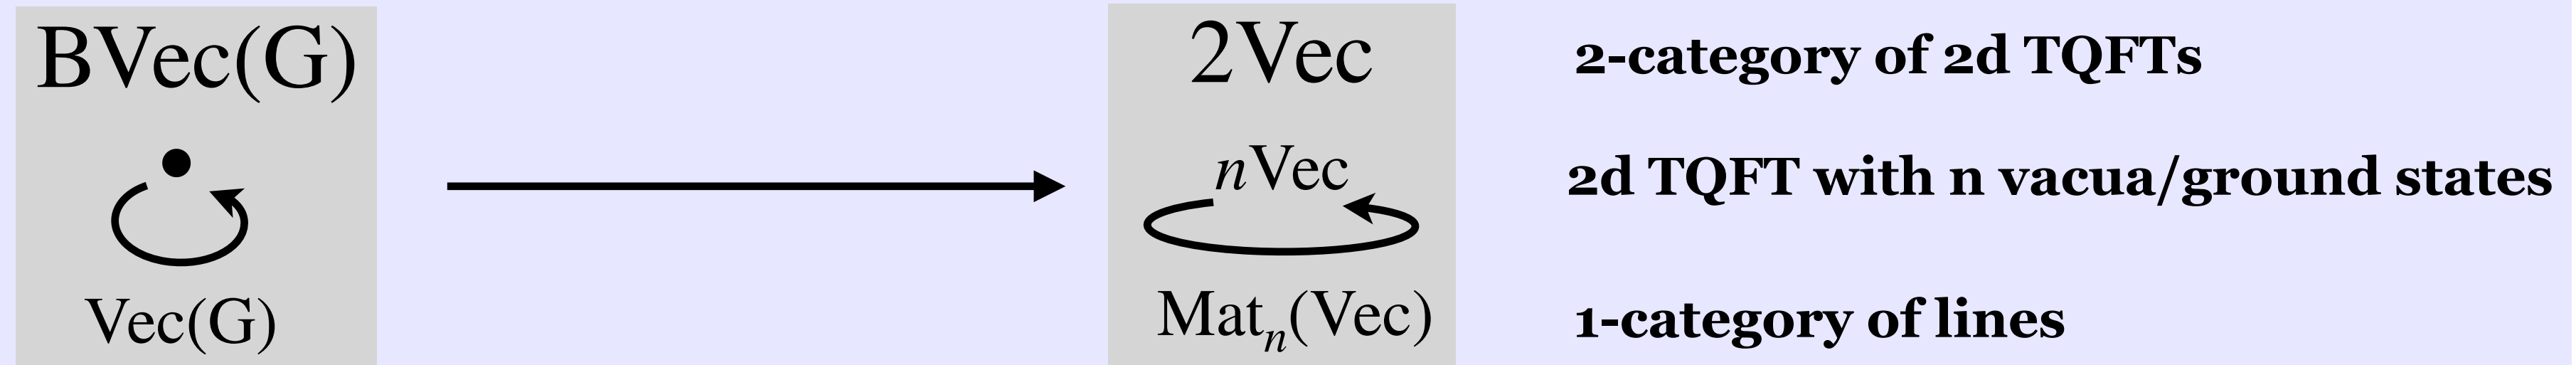 BVec(G)
Vec(G)
2Vec
nVec
Matₙ(Vec)
2-category of 2d TQFTs
2d TQFT with n vacua/ground states
1-category of lines